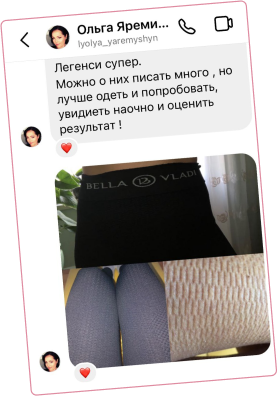 Ольга Яреми...
lyolya_yaremyshyn
Легенси супер.
Можно о них писать много , но
лучше одеть и попробовать,
увидиеть наочно и оценить
результат !
BELLA B VLADI